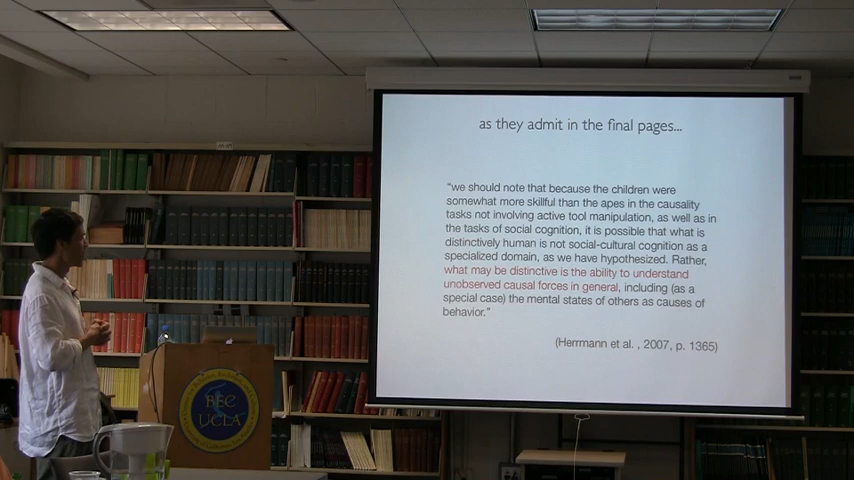 as they admit in the final pages...
“we should note that because the children were
somewhat more skillful than the apes in the causality
tasks not involving active tool manipulation, as well as in
the tasks of social cognition, it is possible that what is
distinctively human is not social-cultural cognition as a
specialized domain, as we have hypothesized. Rather,
what may be distinctive is the ability to understand
unobserved causal forces in general, including (as a
special case) the mental states of others as causes of
behavior.”
(Herrmann et al. , 2007, p. 1365)
BEC
UCLA